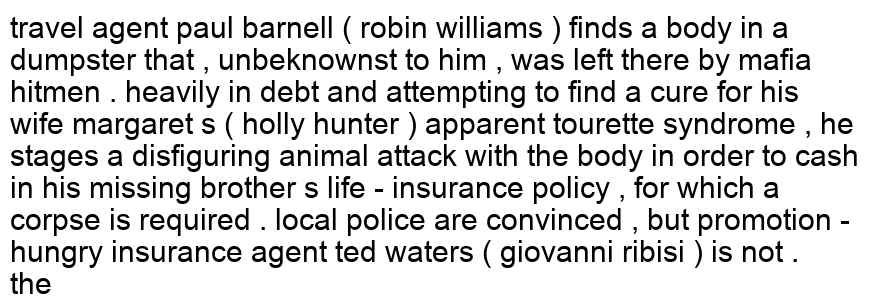 travel agent paul barnell ( robin williams ) finds a body in a
dumpster that , unbeknownst to him , was left there by mafia
hitmen . heavily in debt and attempting to find a cure for his
wife margaret s ( holly hunter ) apparent tourette syndrome , he
stages a disfiguring animal attack with the body in order to cash
in his missing brother s life - insurance policy , for which a
corpse is required . local police are convinced , but promotion -
hungry insurance agent ted waters ( giovanni ribisi ) is not .
the